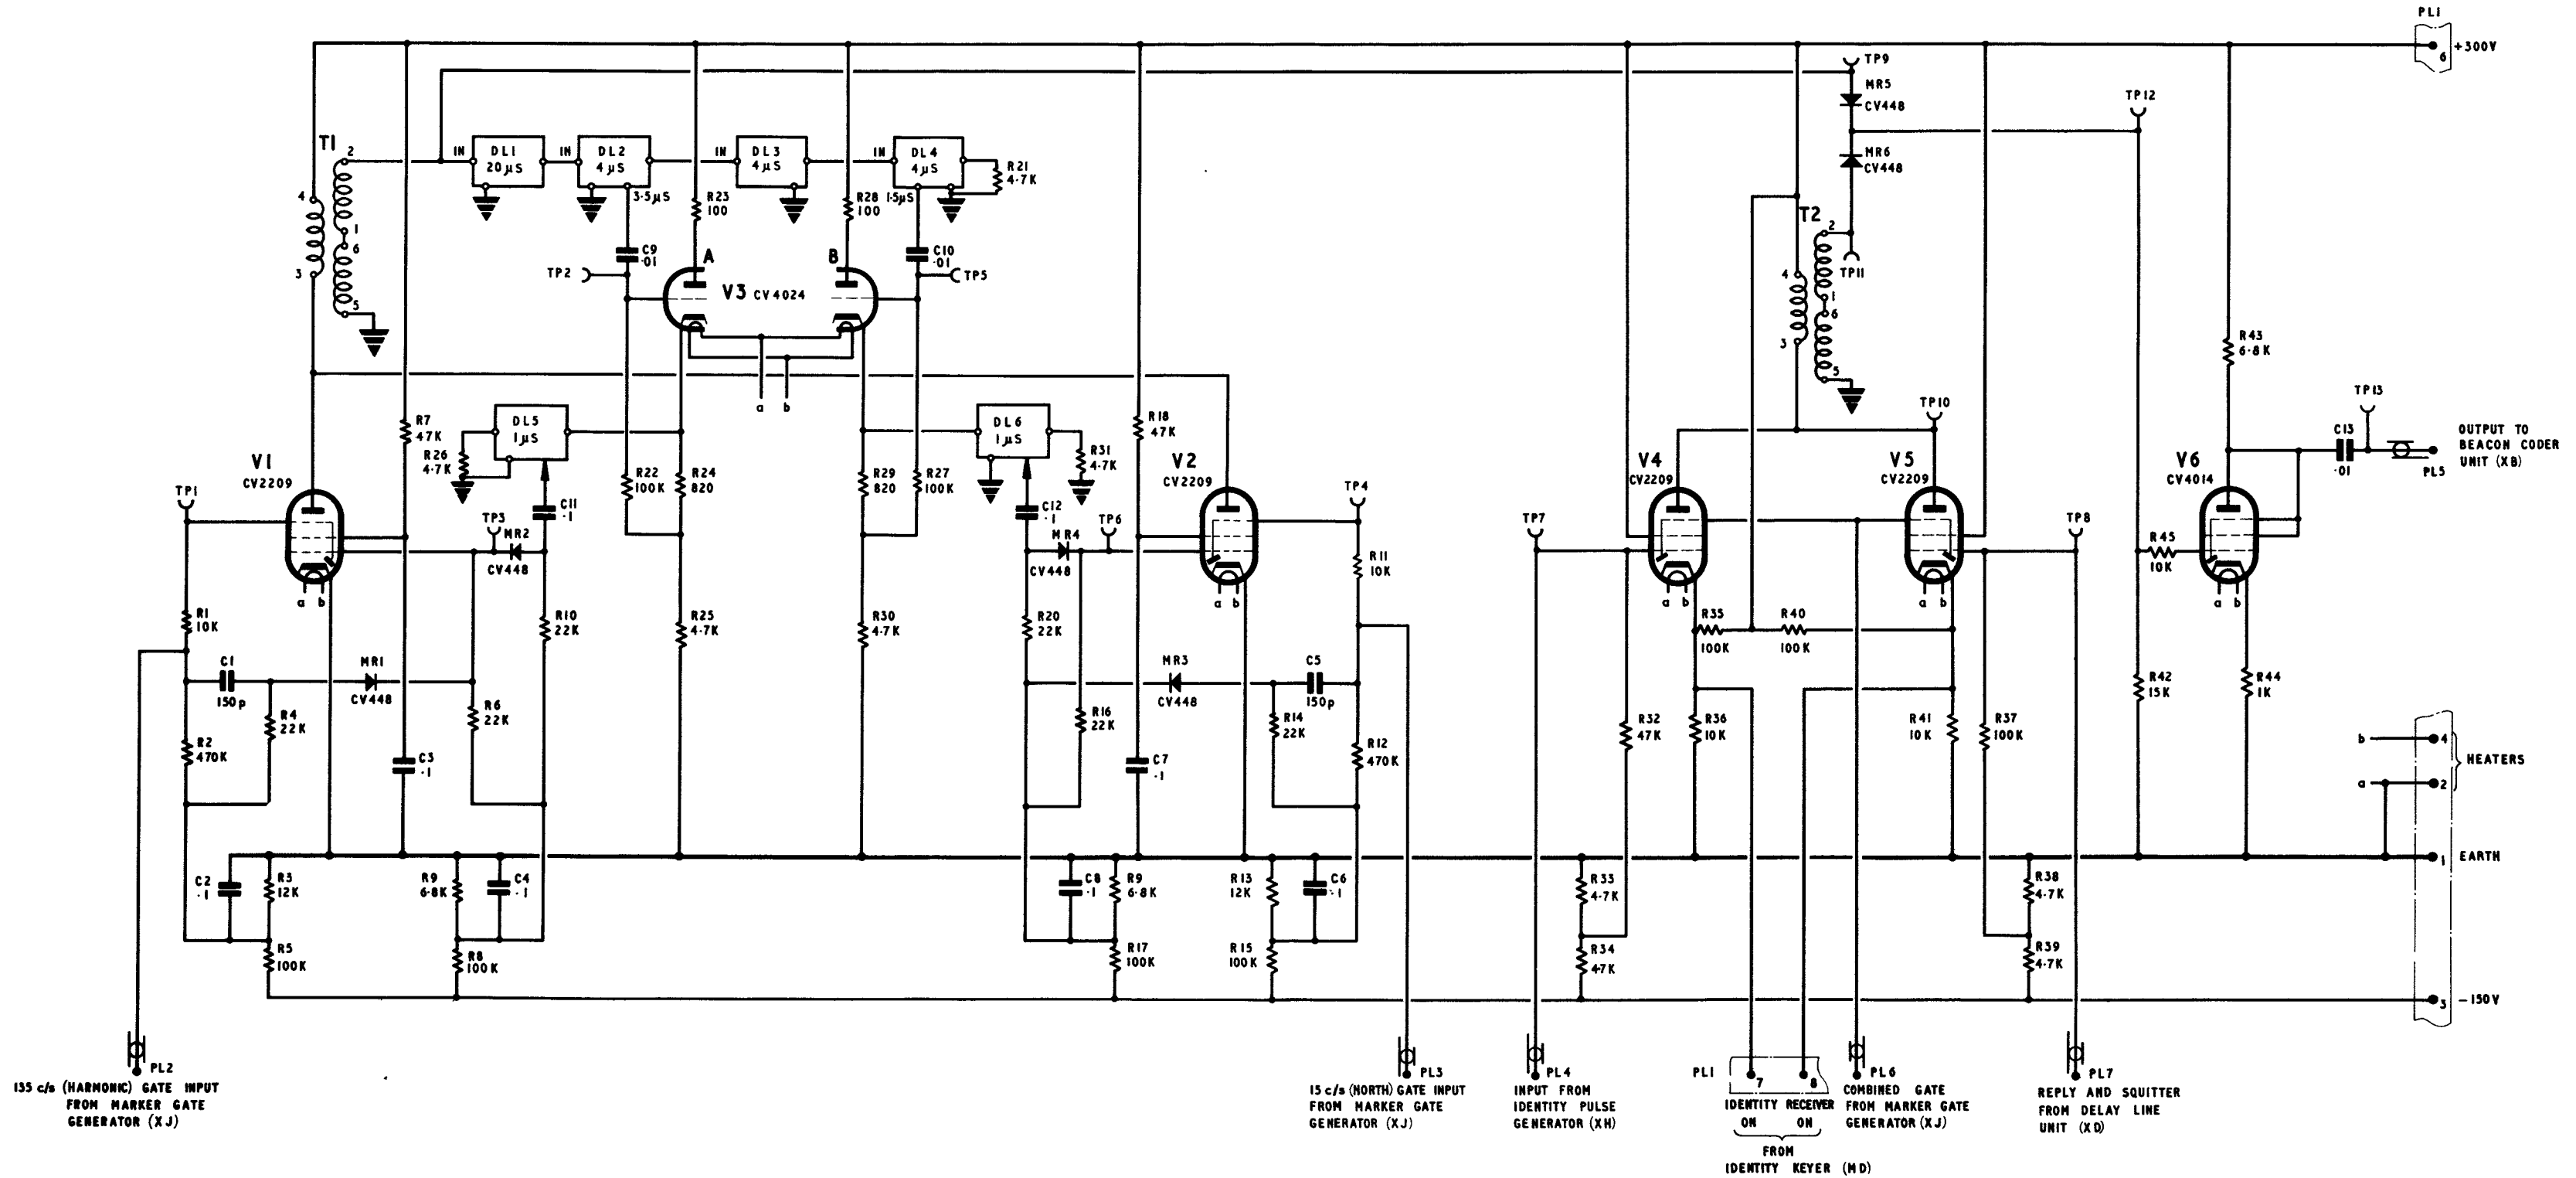 PL1
6
+300V
TP9
MR5
CV448
TP12
T1
2
IN
DL1
20µS
IN
DL2
4µS
IN
DL3
4µS
IN
DL4
4µS
R21
4·7K
MR6
CV448
3·5µS
R23
100
R28
100
1·5µS
4
1
6
3
5
T2
2
C9
·01
A
B
C10
·01
TP2
TP5
TP11
V3 CV4024
4
1
6
3
5
R43
6·8K
a
b
TP13
R7
47K
DL5
1µS
R26
4·7K
DL6
1µS
R31
4·7K
R18
47K
TP10
C13
·01
OUTPUT TO
BEACON CODER
UNIT (XB)
PL5
V1
CV2209
V2
CV2209
V4
CV2209
V5
CV2209
V6
CV4014
TP1
R22
100K
R24
820
R29
820
R27
100K
TP4
C11
·1
C12
·1
TP3
MR2
CV448
TP6
MR4
CV448
TP7
TP8
R45
10K
R11
10K
a
b
a
b
a
b
a
b
a
b
R1
10K
R10
22K
R25
4·7K
R30
4·7K
R20
22K
R35
100K
R40
100K
C1
150p
MR1
CV448
MR3
CV448
C5
150p
R42
15K
R44
1K
R4
22K
R6
22K
R16
22K
R14
22K
R2
470K
R12
470K
R32
47K
R36
10K
R41
10K
R37
100K
C3
·1
C7
·1
b
4
HEATERS
a
2
1
EARTH
C2
·1
R3
12K
R9
6·8K
C4
·1
C8
·1
R9
6·8K
R13
12K
C6
·1
R33
4·7K
R38
4·7K
R5
100K
R8
100K
R17
100K
R15
100K
R34
47K
R39
4·7K
3
-150V
PL2
135 c/s (HARMONIC) GATE INPUT
FROM MARKER GATE
GENERATOR (XJ)
PL3
15 c/s (NORTH) GATE INPUT
FROM MARKER GATE
GENERATOR (XJ)
PL4
INPUT FROM
IDENTITY PULSE
GENERATOR (XH)
PL1
7
8
IDENTITY RECEIVER
ON ON
FROM
IDENTITY KEYER (MD)
PL6
COMBINED GATE
FROM MARKER GATE
GENERATOR (XJ)
PL7
REPLY AND SQUITTER
FROM DELAY LINE
UNIT (XD)